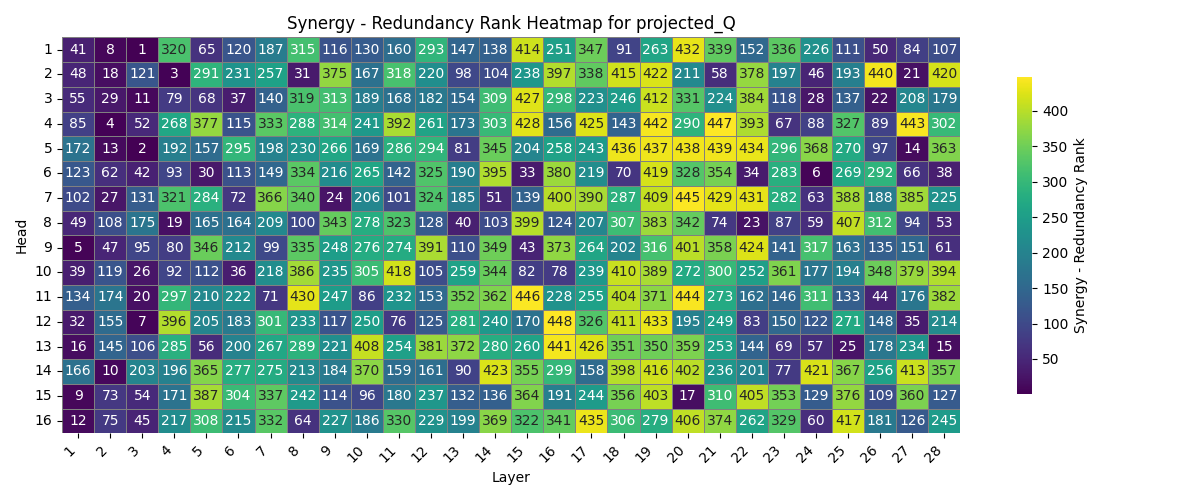 Synergy - Redundancy Rank Heatmap for projected_Q
1 41 8 1 320 65 120 187 315 116 130 160 293 147 138 414 251 347 91 263 432 339 152 336 226 111 50 84 107
2 48 18 121 3 291 231 257 31 375 167 318 220 98 104 238 397 338 415 422 211 58 378 197 46 193 440 21 420
3 55 29 11 79 68 37 140 319 313 189 168 182 154 309 427 298 223 246 412 331 224 384 118 28 137 22 208 179
4 85 4 52 268 377 115 333 288 314 241 392 261 173 303 428 156 425 143 442 290 447 393 67 88 327 89 443 302
5 172 13 2 192 157 295 198 230 266 169 286 294 81 345 204 258 243 436 437 438 439 434 296 368 270 97 14 363
6 123 62 42 93 30 113 149 334 216 265 142 325 190 395 33 380 219 70 419 328 354 34 283 6 269 292 66 38
7 102 27 131 321 284 72 366 340 24 206 101 324 185 51 139 400 390 287 409 445 429 431 282 63 388 188 385 225
8 49 108 175 19 165 164 209 100 343 278 323 128 40 103 399 124 207 307 383 342 74 23 87 59 407 312 94 53
9 5 47 95 80 346 212 99 335 248 276 274 391 110 349 43 373 264 202 316 401 358 424 141 317 163 135 151 61
10 39 119 26 92 112 36 218 386 235 305 418 105 259 344 82 78 239 410 389 272 300 252 361 177 194 348 379 394
11 134 174 20 297 210 222 71 430 247 86 232 153 352 362 446 228 255 404 371 444 273 162 146 311 133 44 176 382
12 32 155 7 396 205 183 301 233 117 250 76 125 281 240 170 448 326 411 433 195 249 83 150 122 271 148 35 214
13 16 145 106 285 56 200 267 289 221 408 254 381 372 280 260 441 426 351 350 359 253 144 69 57 25 178 234 15
14 166 10 203 196 365 277 275 213 184 370 159 161 90 423 355 299 158 398 416 402 236 201 77 421 367 256 413 357
15 9 73 54 171 387 304 337 242 114 96 180 237 132 136 364 191 244 356 403 17 310 405 353 129 376 109 360 127
16 12 75 45 217 308 215 332 64 227 186 330 229 199 369 322 341 435 306 279 406 374 262 329 60 417 181 126 245
Head
1 2 3 4 5 6 7 8 9 10 11 12 13 14 15 16 17 18 19 20 21 22 23 24 25 26 27 28
Layer
400
350
300
250
200
150
100
50
Synergy - Redundancy Rank